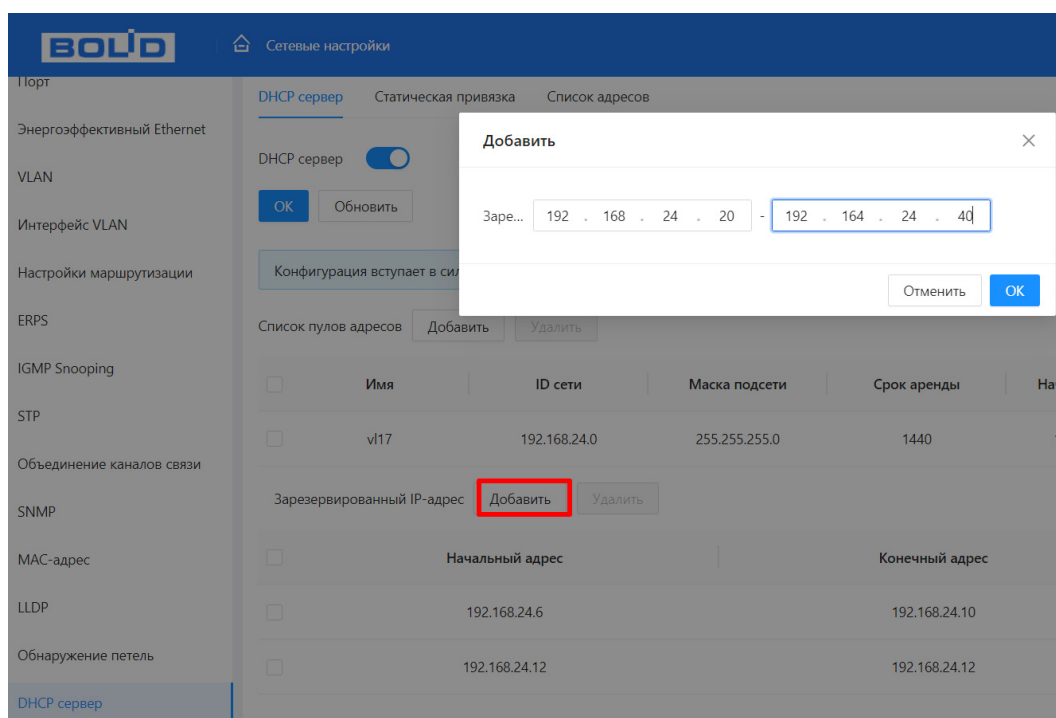 BOLID
Сетевые настройки
Порт
Энергоэффективный Ethernet
VLAN
Интерфейс VLAN
Настройки маршрутизации
ERPS
IGMP Snooping
STP
Объединение каналов связи
SNMP
MAC-адрес
LLDP
Обнаружение петель
DHCP сервер
DHCP сервер Статическая привязка Список адресов
DHCP сервер
ОК Обновить
Конфигурация вступает в сил
Добавить
Заре... 192 . 168 . 24 . 20 - 192 . 164 . 24 . 40
Отменить ОК
Список пулов адресов Добавить Удалить
Имя ID сети Маска подсети Срок аренды На
vl17 192.168.24.0 255.255.255.0 1440
Зарезервированный IP-адрес Добавить Удалить
Начальный адрес Конечный адрес
192.168.24.6 192.168.24.10
192.168.24.12 192.168.24.12